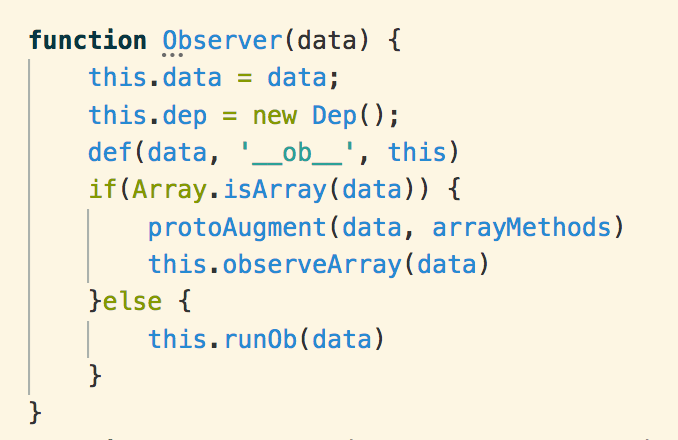 function Observer(data) {
    this.data = data;
    this.dep = new Dep();
    def(data, '__ob__', this)
    if(Array.isArray(data)) {
        protoAugment(data, arrayMethods)
        this.observeArray(data)
    }else {
        this.runOb(data)
    }
}